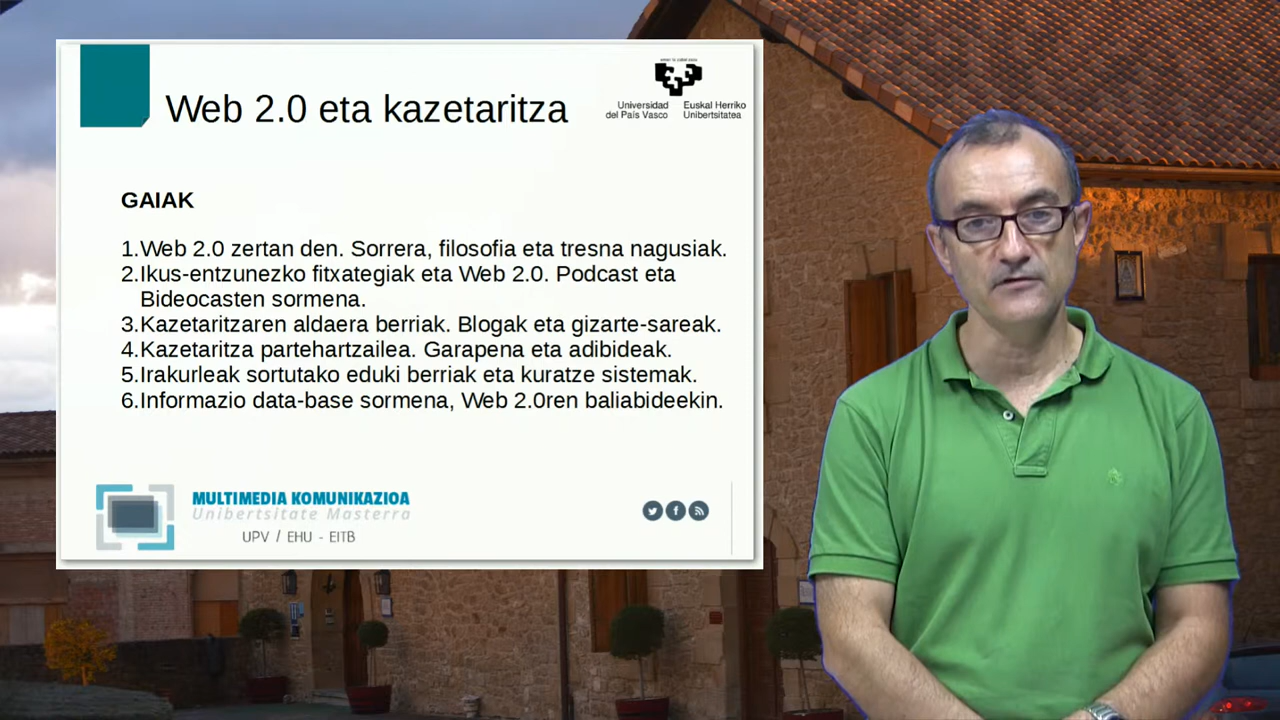 Web 2.0 eta kazetaritza
Universidad
del País Vasco
Euskal Herriko
Unibertsitatea
GAIAK
1.Web 2.0 zertan den. Sorrera, filosofia eta tresna nagusiak.
2.Ikus-entzunezko fitxategiak eta Web 2.0. Podcast eta
Bideocasten sormena.
3.Kazetaritzaren aldaera berriak. Blogak eta gizarte-sareak.
4.Kazetaritza partehartzailea. Garapena eta adibideak.
5.Irakurleak sortutako eduki berriak eta kuratze sistemak.
6.Informazio data-base sormena, Web 2.0ren baliabideekin.
MULTIMEDIA KOMUNIKAZIOA
Unibertsitate Masterra
UPV / EHU - EITB